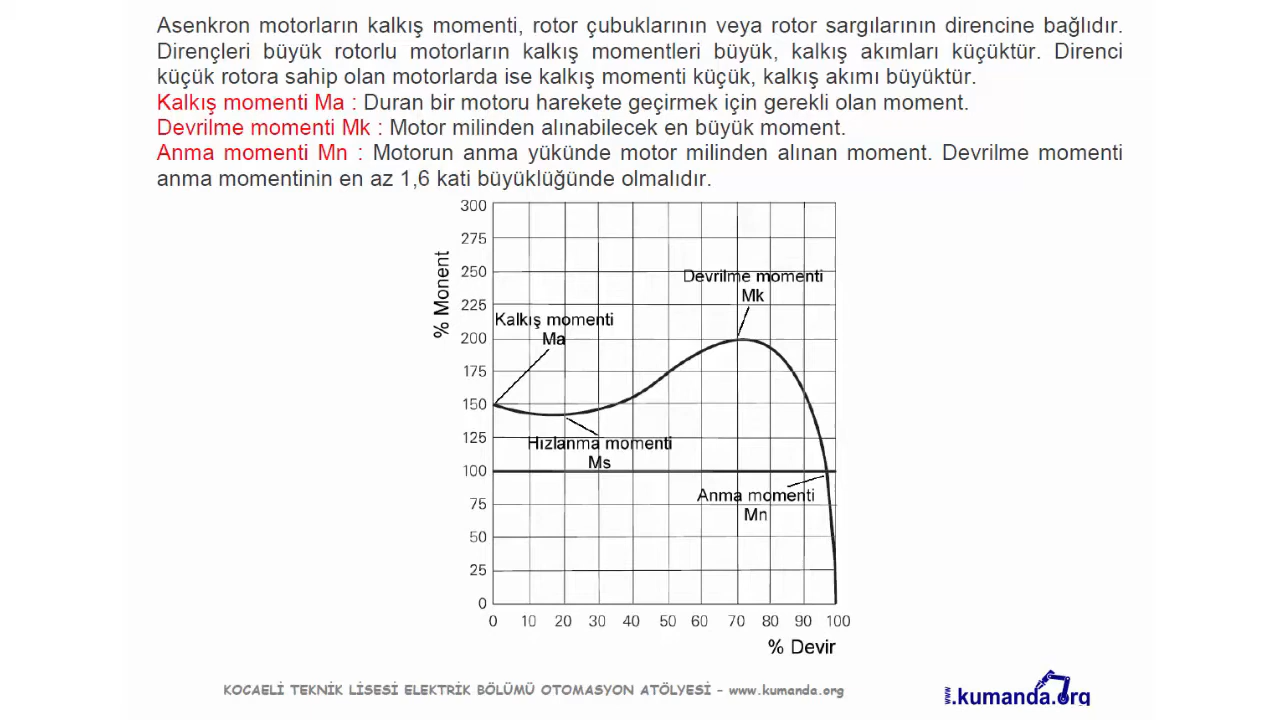 Asenkron motorların kalkış momenti, rotor çubuklarının veya rotor sargılarının direncine bağlıdır.
Dirençleri büyük rotorlu motorların kalkış momentleri büyük, kalkış akımları küçüktür. Direnci
küçük rotora sahip olan motorlarda ise kalkış momenti küçük, kalkış akımı büyüktür.
Kalkış momenti Ma : Duran bir motoru harekete geçirmek için gerekli olan moment.
Devrilme momenti Mk : Motor milinden alınabilecek en büyük moment.
Anma momenti Mn : Motorun anma yükünde motor milinden alınan moment. Devrilme momenti
anma momentinin en az 1,6 kati büyüklüğünde olmalıdır.
300
275
250
225
200
175
150
125
100
75
50
25
0
% Monent
Devrilme momenti
Mk
Kalkış momenti
Ma
Hızlanma momenti
Ms
Anma momenti
Mn
0 10 20 30 40 50 60 70 80 90 100
% Devir
KOCAELİ TEKNİK LİSESİ ELEKTRİK BÖLÜMÜ OTOMASYON ATÖLYESİ - www.kumanda.org
www.kumanda.org